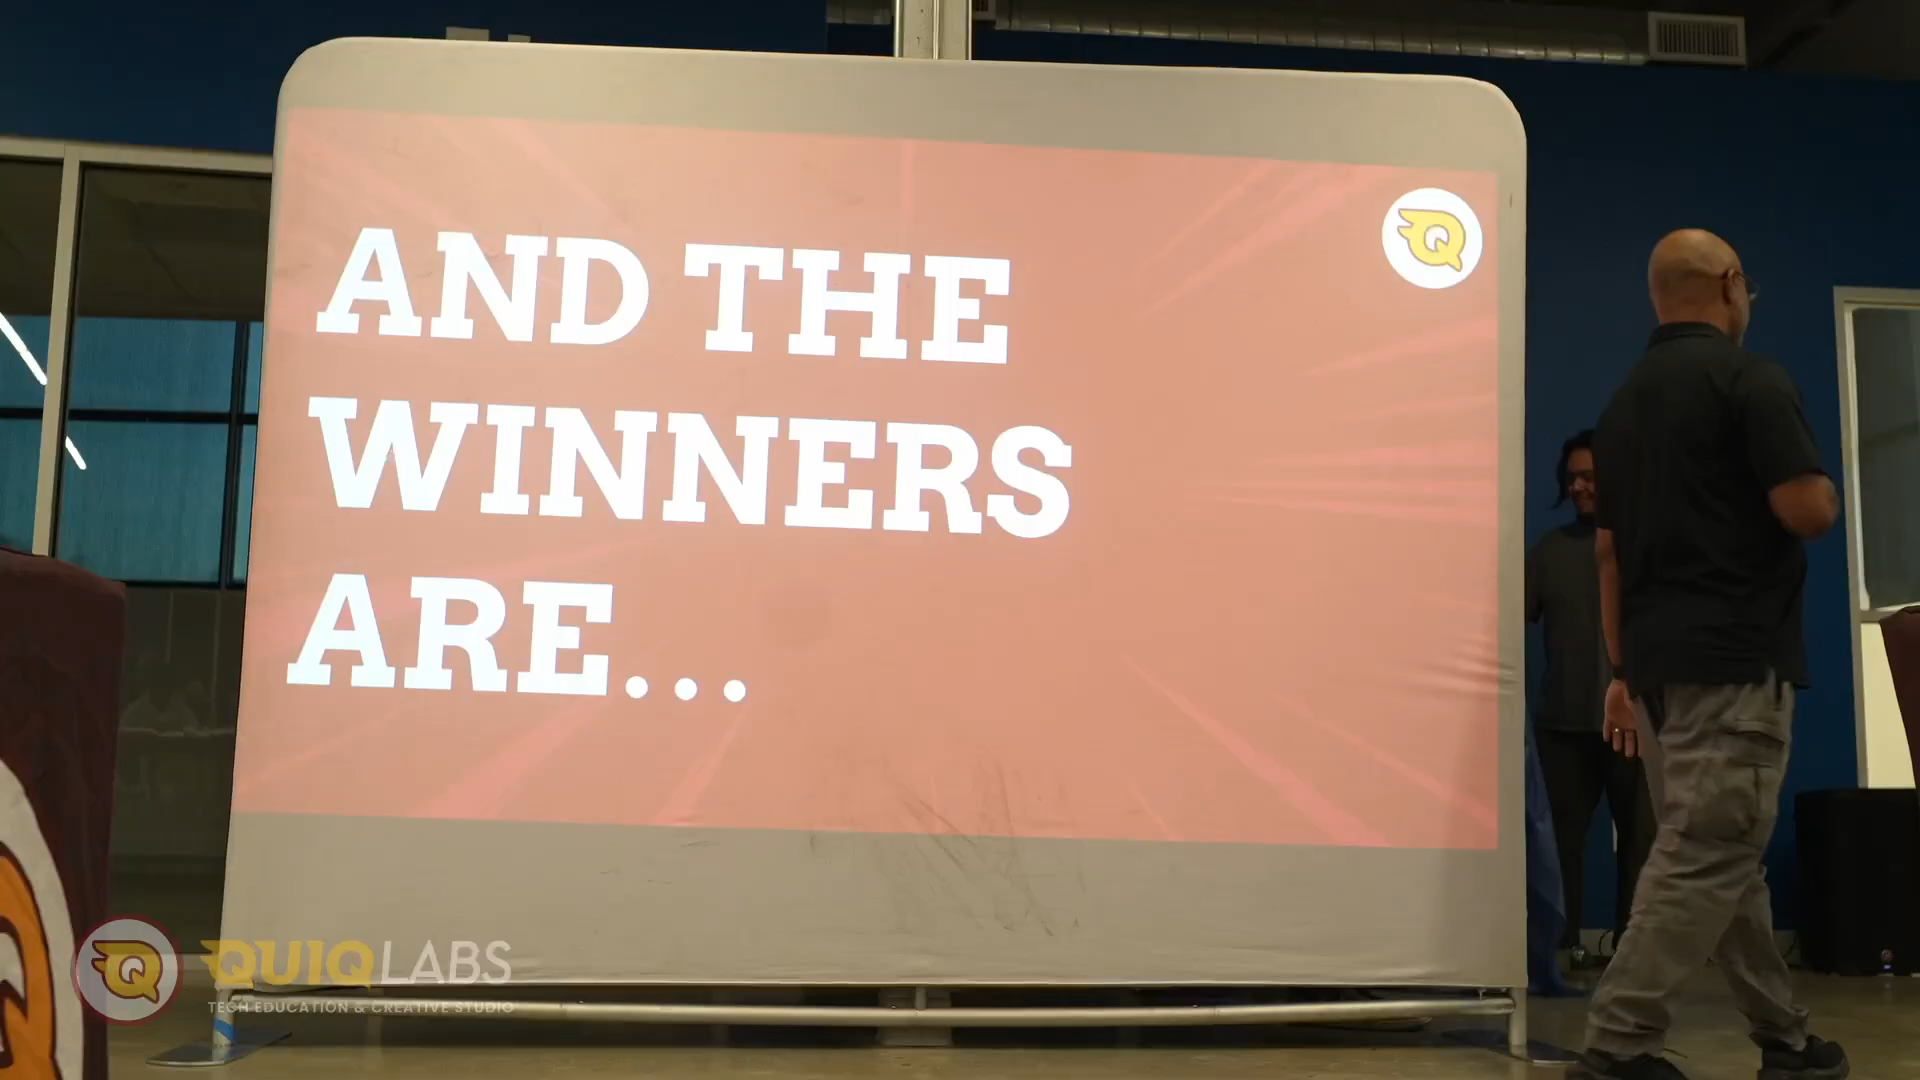 AND THE
WINNERS
ARE...
QUIQLABS
TECH EDUCATION & CREATIVE STUDIO